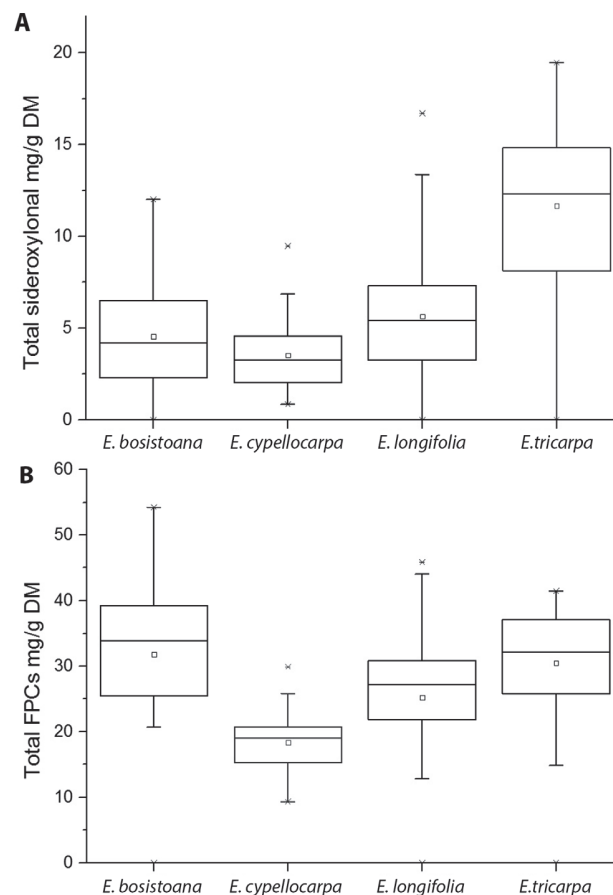 A
Total sideroxylonal mg/g DM
20
15
10
5
0
E. bosistoana
E. cypellocarpa
E. longifolia
E.tricarpa
B
Total FPCs mg/g DM
60
50
40
30
20
10
0
E. bosistoana
E. cypellocarpa
E. longifolia
E.tricarpa